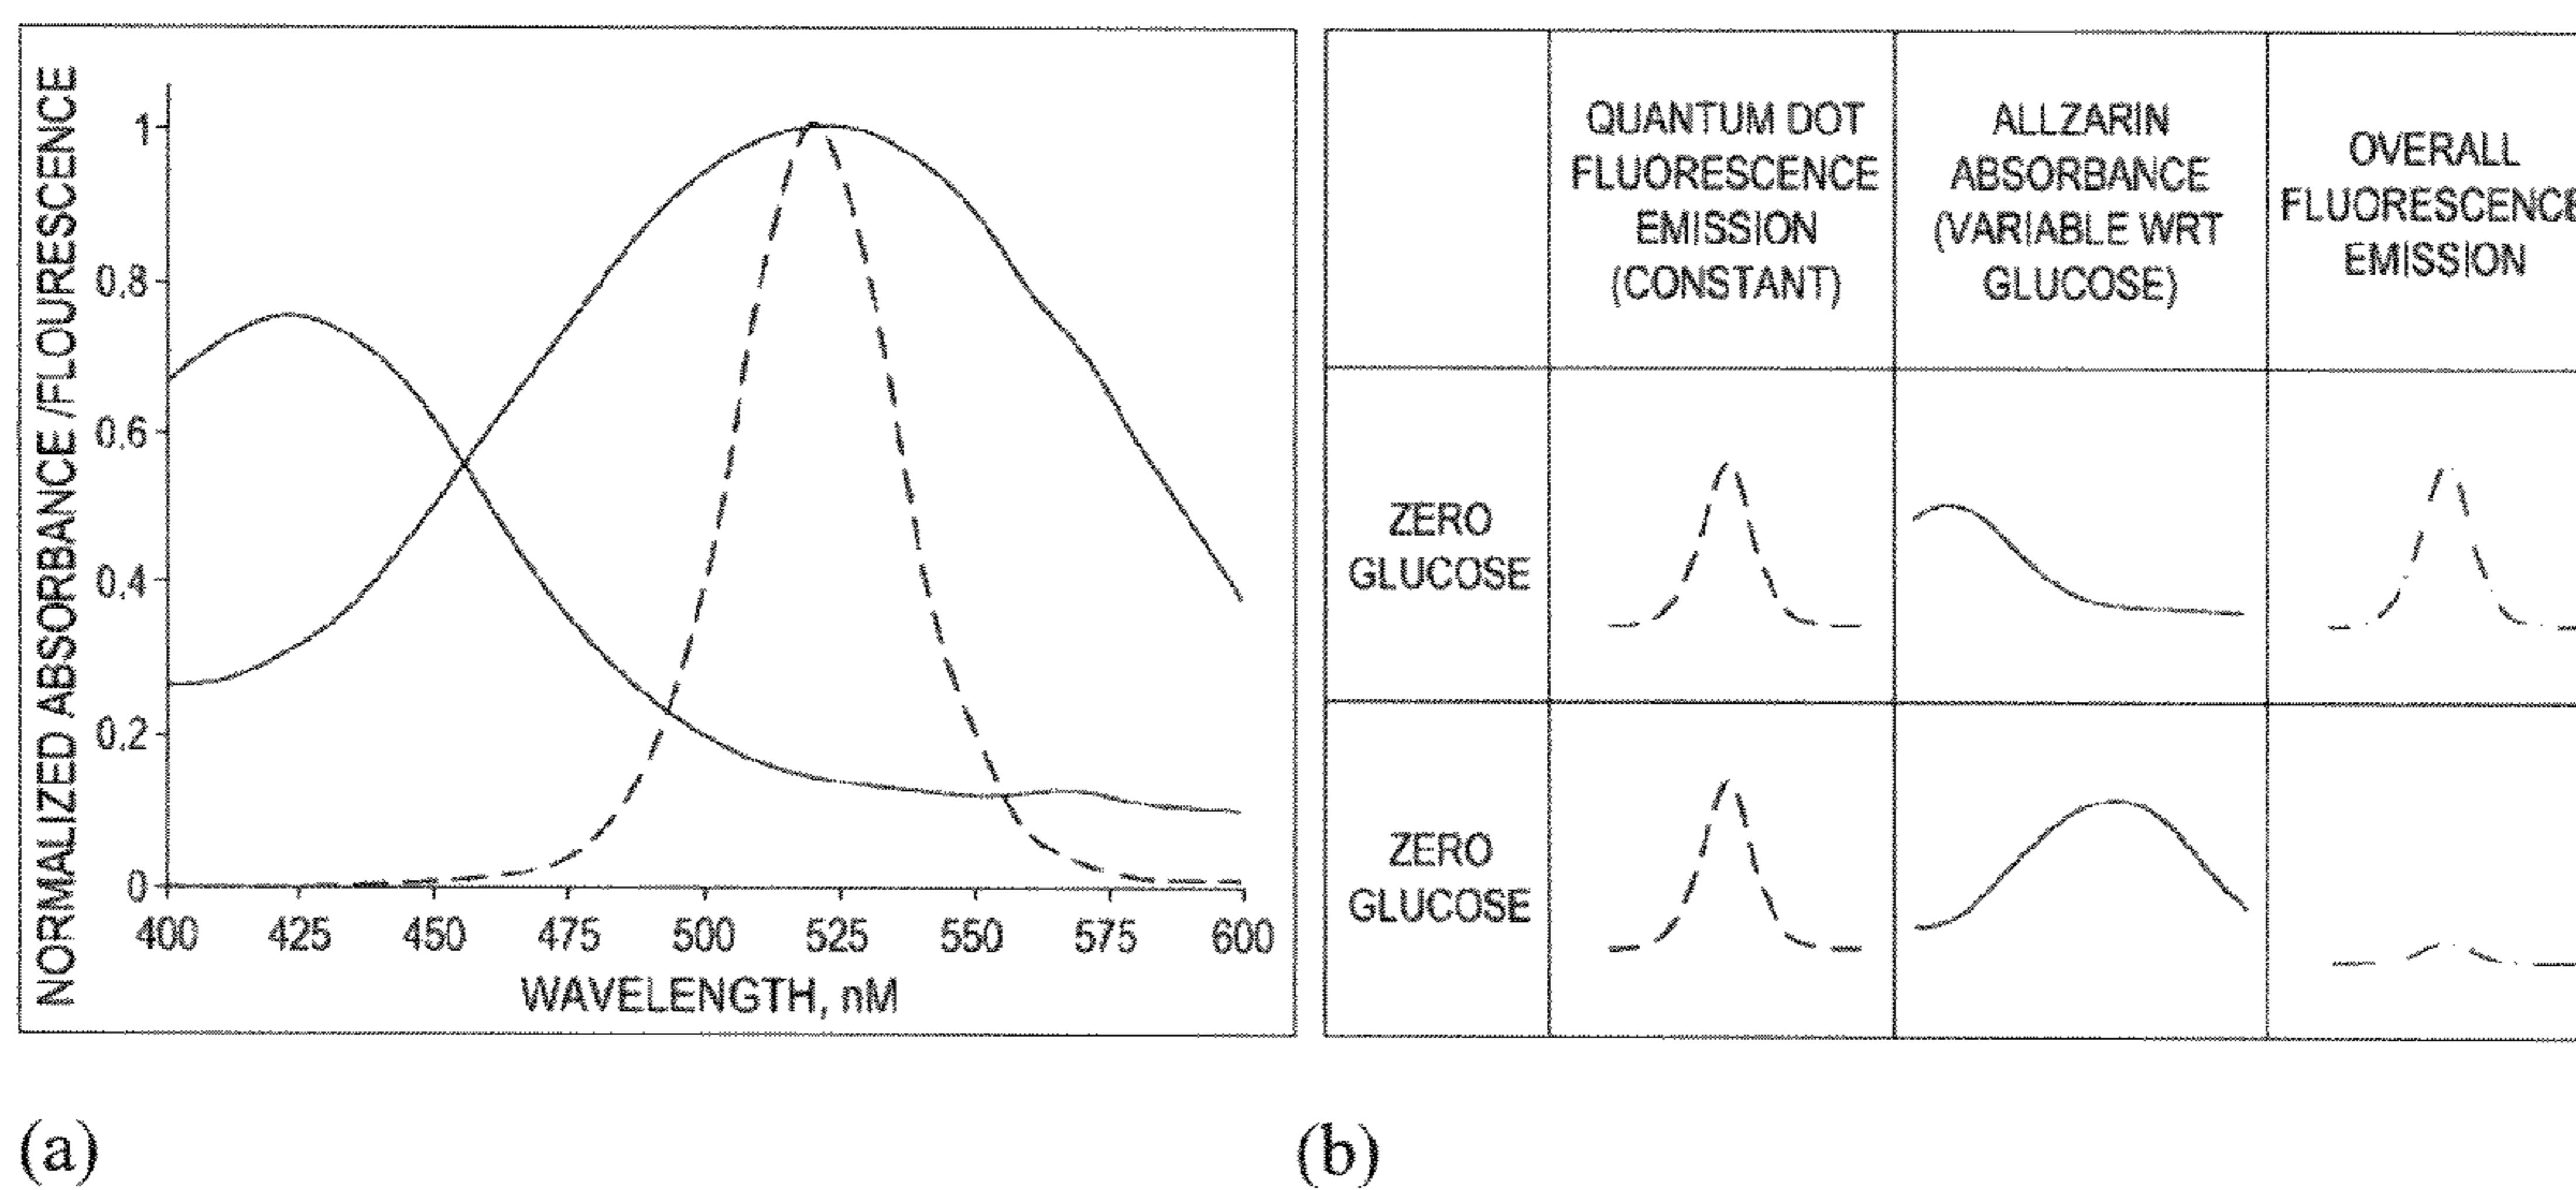 NORMALIZED ABSORBANCE /FLOURESCENCE
1
0.8
0.6
0.4
0.2
0
400 425 450 475 500 525 550 575 600
WAVELENGTH, nM
QUANTUM DOT
FLUORESCENCE
EMISSION
(CONSTANT)
ALLZARIN
ABSORBANCE
(VARIABLE WRT
GLUCOSE)
OVERALL
FLUORESCENCE
EMISSION
ZERO
GLUCOSE
ZERO
GLUCOSE
(a)
(b)